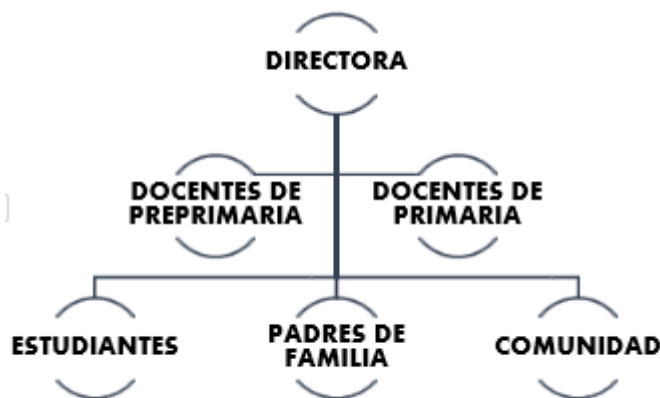 DIRECTORA
DOCENTES DE
PREPRIMARIA
DOCENTES DE
PRIMARIA
ESTUDIANTES
PADRES DE
FAMILIA
COMUNIDAD